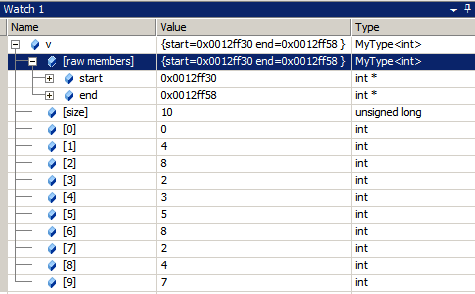 Watch 1
Name Value Type
v {start=0x0012ff30 end=0x0012ff58 } MyType<int>
[raw members] {start=0x0012ff30 end=0x0012ff58 } MyType<int>
start 0x0012ff30 int *
end 0x0012ff58 int *
[size] 10 unsigned long
[0] 0 int
[1] 4 int
[2] 8 int
[3] 2 int
[4] 3 int
[5] 5 int
[6] 8 int
[7] 2 int
[8] 4 int
[9] 7 int